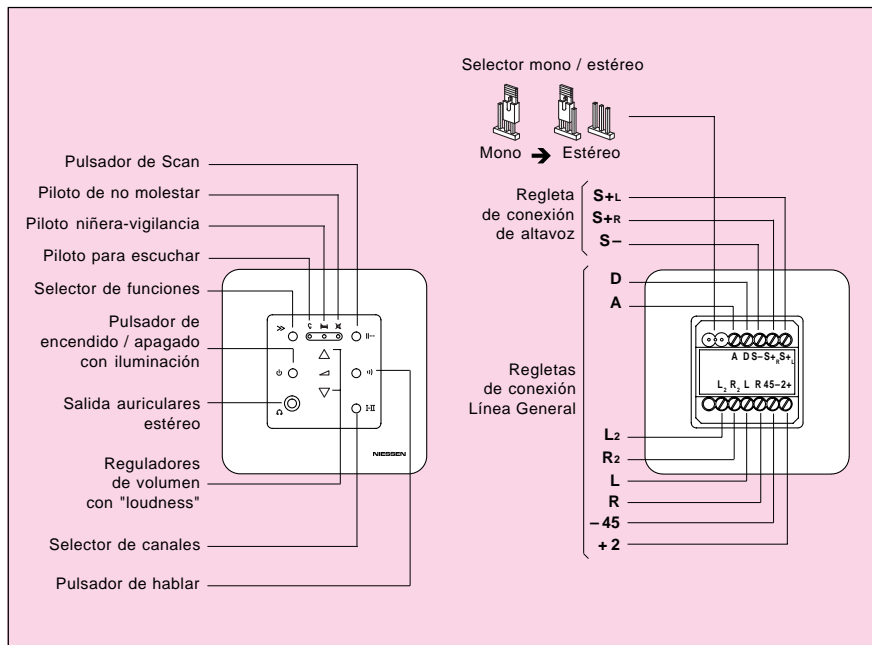 Selector mono / estéreo
Mono ➔ Estéreo
Pulsador de Scan
Piloto de no molestar
Piloto niñera-vigilancia
Piloto para escuchar
Selector de funciones
Pulsador de
encendido / apagado
con iluminación
Salida auriculares
estéreo
Reguladores
de volumen
con "loudness"
Selector de canales
Pulsador de hablar
I-II
NIESSEN
Regleta
de conexión
de altavoz
S+L
S+R
S–
D
A
Regletas
de conexión
Línea General
L2
R2
L
R
–45
+2
A D S–S+R S+L
L2 R2 L R 45–2+